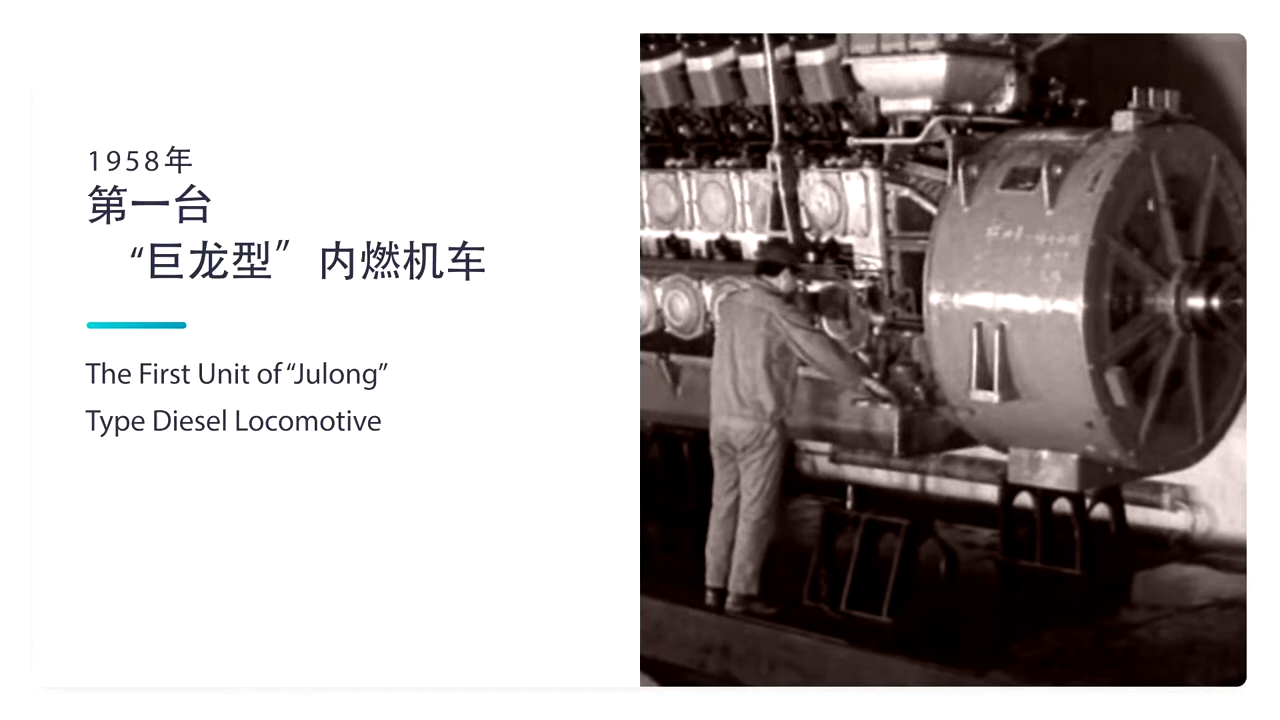 1958年
第一台
“巨龙型” 内燃机车
The First Unit of “Julong”
Type Diesel Locomotive